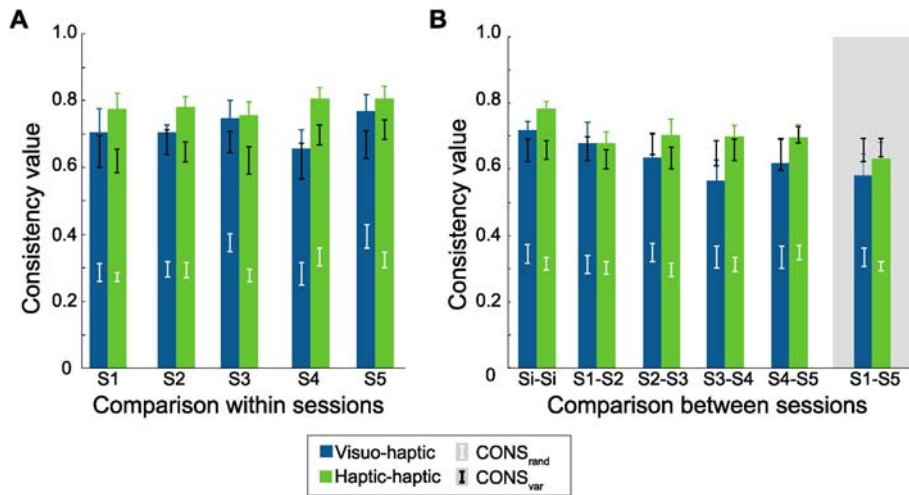 A
B
1.0
0.8
0.6
0.4
0.2
0
Consistency value
S1 S2 S3 S4 S5
Comparison within sessions
1.0
0.8
0.6
0.4
0.2
0
Consistency value
Si-Si S1-S2 S2-S3 S3-S4 S4-S5 S1-S5
Comparison between sessions
Visuo-haptic CONSrand
Haptic-haptic CONSvar